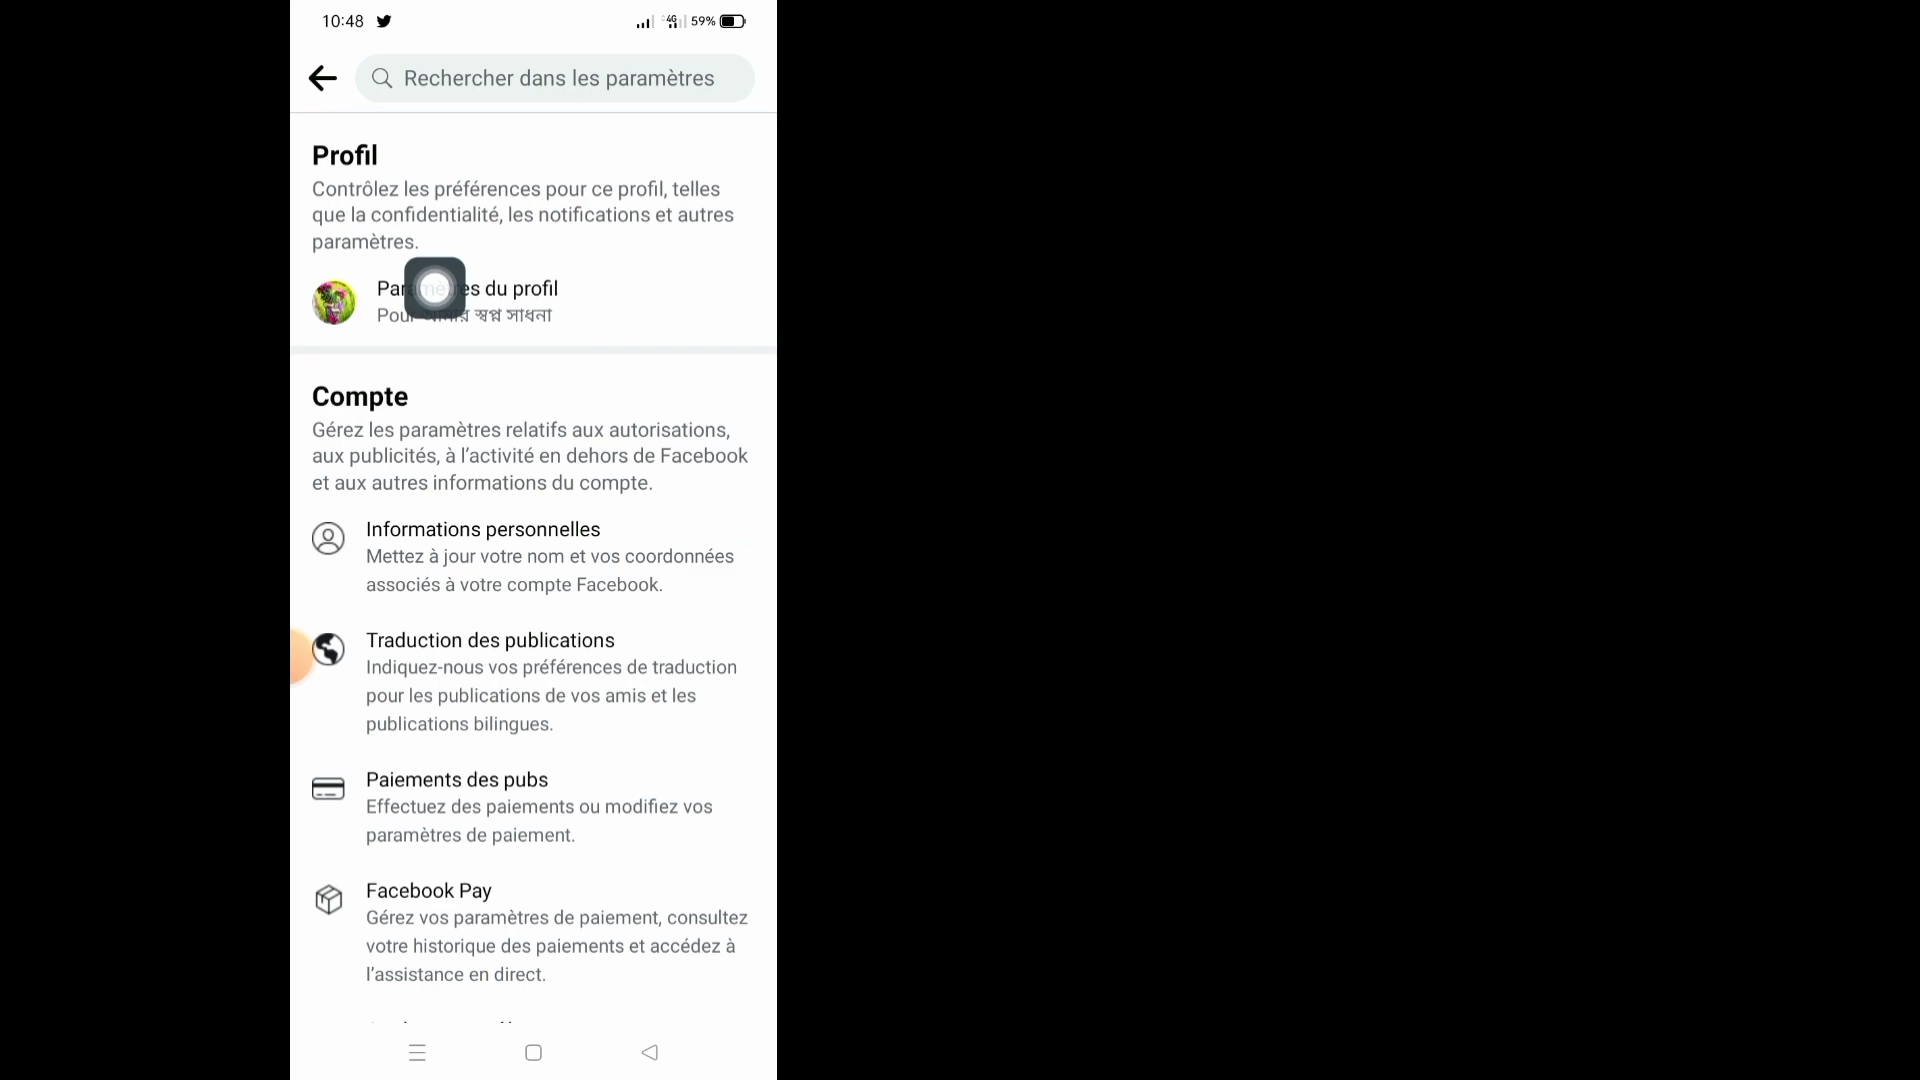 10:48 4G 59%
Rechercher dans les paramètres
Profil
Contrôlez les préférences pour ce profil, telles
que la confidentialité, les notifications et autres
paramètres.
Paramètres du profil
Pour আমার স্বপ্ন সাধনা
Compte
Gérez les paramètres relatifs aux autorisations,
aux publicités, à l’activité en dehors de Facebook
et aux autres informations du compte.
Informations personnelles
Mettez à jour votre nom et vos coordonnées
associés à votre compte Facebook.
Traduction des publications
Indiquez-nous vos préférences de traduction
pour les publications de vos amis et les
publications bilingues.
Paiements des pubs
Effectuez des paiements ou modifiez vos
paramètres de paiement.
Facebook Pay
Gérez vos paramètres de paiement, consultez
votre historique des paiements et accédez à
l’assistance en direct.